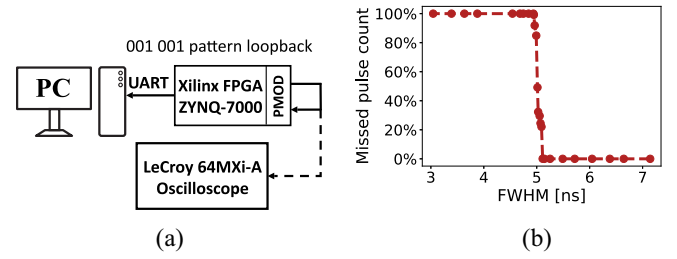 001 001 pattern loopback
PC
UART
Xilinx FPGA
ZYNQ-7000
PMOD
LeCroy 64MXi-A
Oscilloscope
(a)
(b)
Missed pulse count
100%
80%
60%
40%
20%
0%
3 4 5 6 7
FWHM [ns]